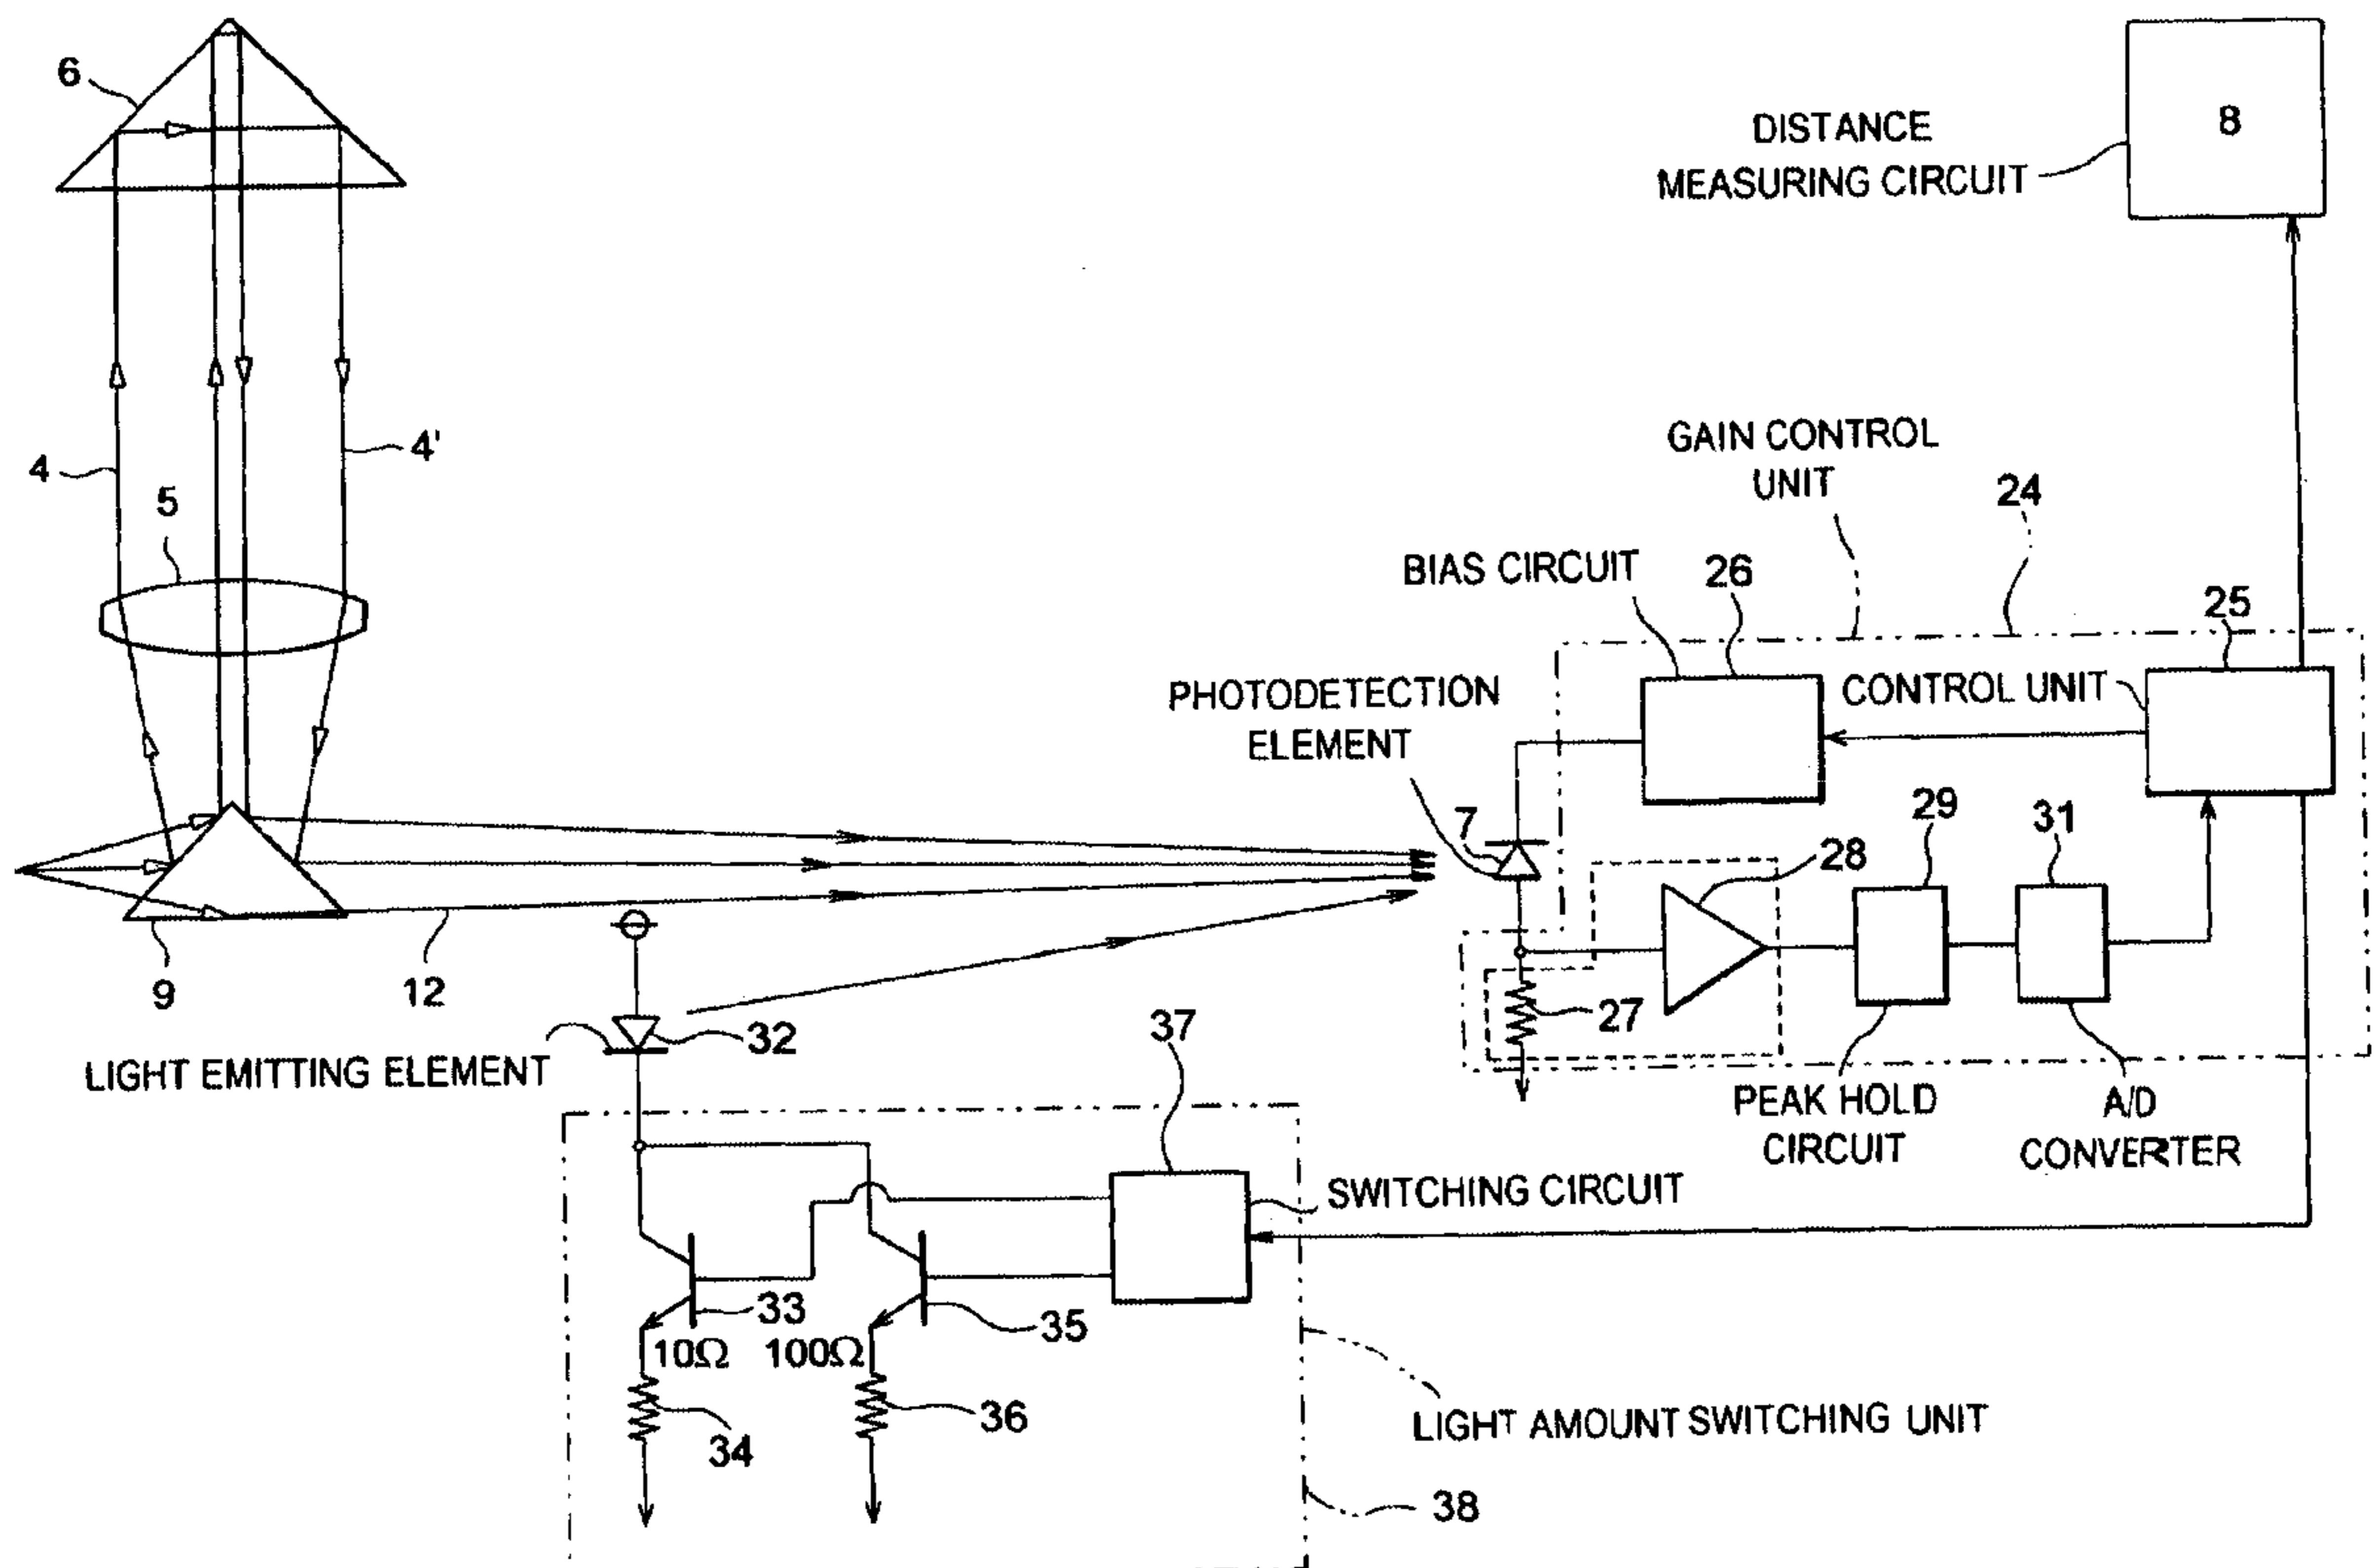 6
8
DISTANCE
MEASURING CIRCUIT
4
4'
5
GAIN CONTROL
UNIT
24
BIAS CIRCUIT
26
25
PHOTODETECTION
ELEMENT
CONTROL UNIT
7
28
29
31
9
12
27
32
LIGHT EMITTING ELEMENT
37
PEAK HOLD
CIRCUIT
A/D
CONVERTER
SWITCHING CIRCUIT
33
35
10Ω
100Ω
34
36
LIGHT AMOUNT SWITCHING UNIT
38